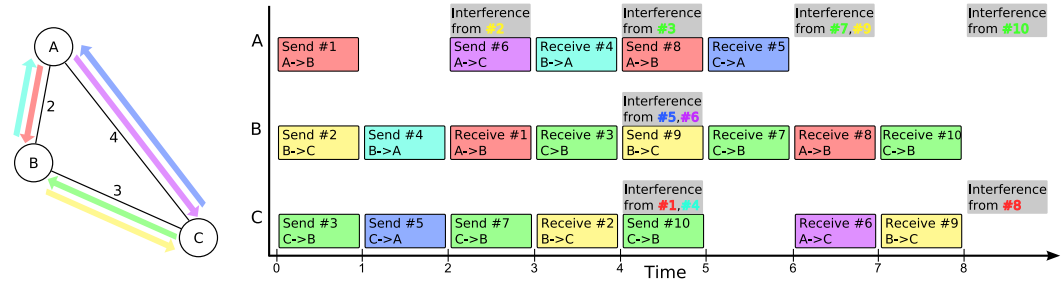 A
2
4
B
3
C
A
Interference
from #2
Interference
from #3
Interference
from #7,#9
Interference
from #10
Send #1
A->B
Send #6
A->C
Receive #4
B->A
Send #8
A->B
Receive #5
C->A
B
Interference
from #5,#6
Send #2
B->C
Send #4
B->A
Receive #1
A->B
Receive #3
C>B
Send #9
B->C
Receive #7
C->B
Receive #8
A->B
Receive #10
C->B
C
Interference
from #1,#4
Interference
from #8
Send #3
C->B
Send #5
C->A
Send #7
C->B
Receive #2
B->C
Send #10
C->B
Receive #6
A->C
Receive #9
B->C
0 1 2 3 4 5 6 7 8
Time